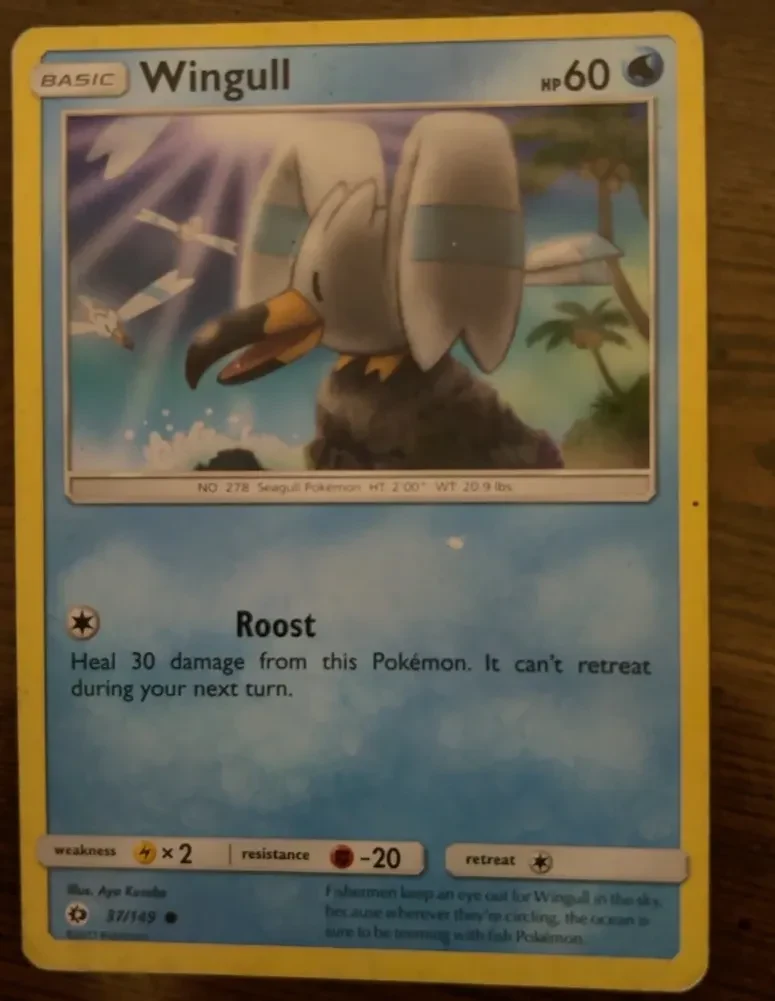 BASIC Wingull HP60
NO 278 Seagull Pokémon HT 2'00" WT 20.9 lbs
Roost
Heal 30 damage from this Pokémon. It can't retreat
during your next turn.
weakness ×2 resistance -20 retreat
Illus. Aya Kusube
Fishermen keep an eye out for Wingull in the sky,
because wherever they're circling, the ocean is
sure to be teeming with fish Pokémon.
37/149
©2017 Pokémon